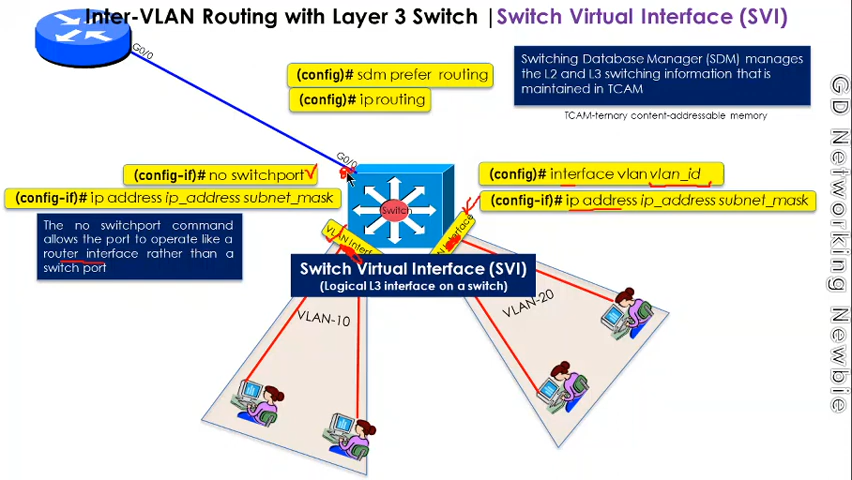 Inter-VLAN Routing with Layer 3 Switch |Switch Virtual Interface (SVI)
G0/0
(config)# sdm prefer routing
(config)# ip routing
Switching Database Manager (SDM) manages
the L2 and L3 switching information that is
maintained in TCAM
TCAM-ternary content-addressable memory
G0/0
(config-if)# no switchport
(config-if)# ip address ip_address subnet_mask
(config)# interface vlan vlan_id
(config-if)# ip address ip_address subnet_mask
The no switchport command
allows the port to operate like a
router interface rather than a
switch port
Switch
VLAN Interf
interface
Switch Virtual Interface (SVI)
(Logical L3 interface on a switch)
VLAN-10
VLAN-20
GD Networking Newbie